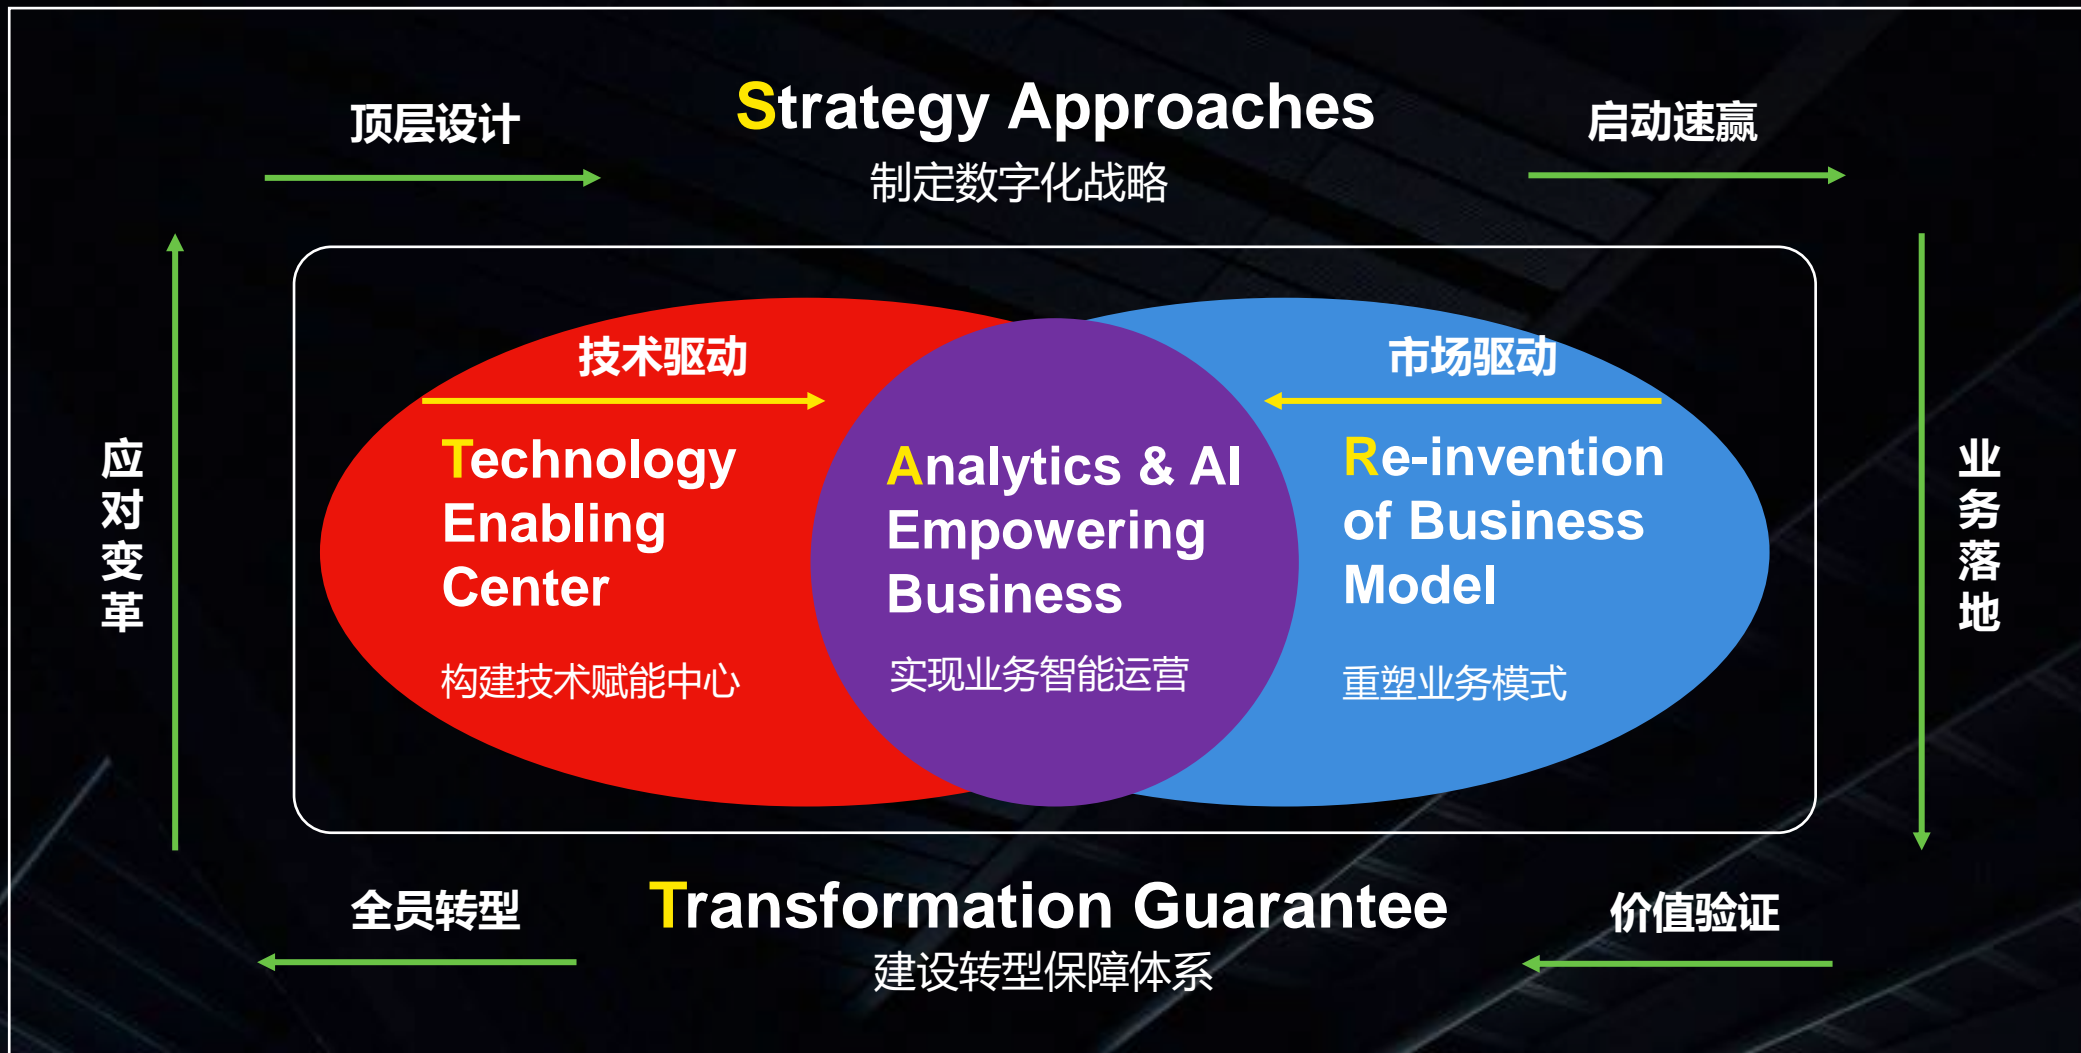 顶层设计
Strategy Approaches
启动速赢
制定数字化战略
技术驱动
市场驱动
应对变革
Technology
Enabling
Center
构建技术赋能中心
Analytics & AI
Empowering
Business
实现业务智能运营
Re-invention
of Business
Model
重塑业务模式
业务落地
全员转型
Transformation Guarantee
价值验证
建设转型保障体系